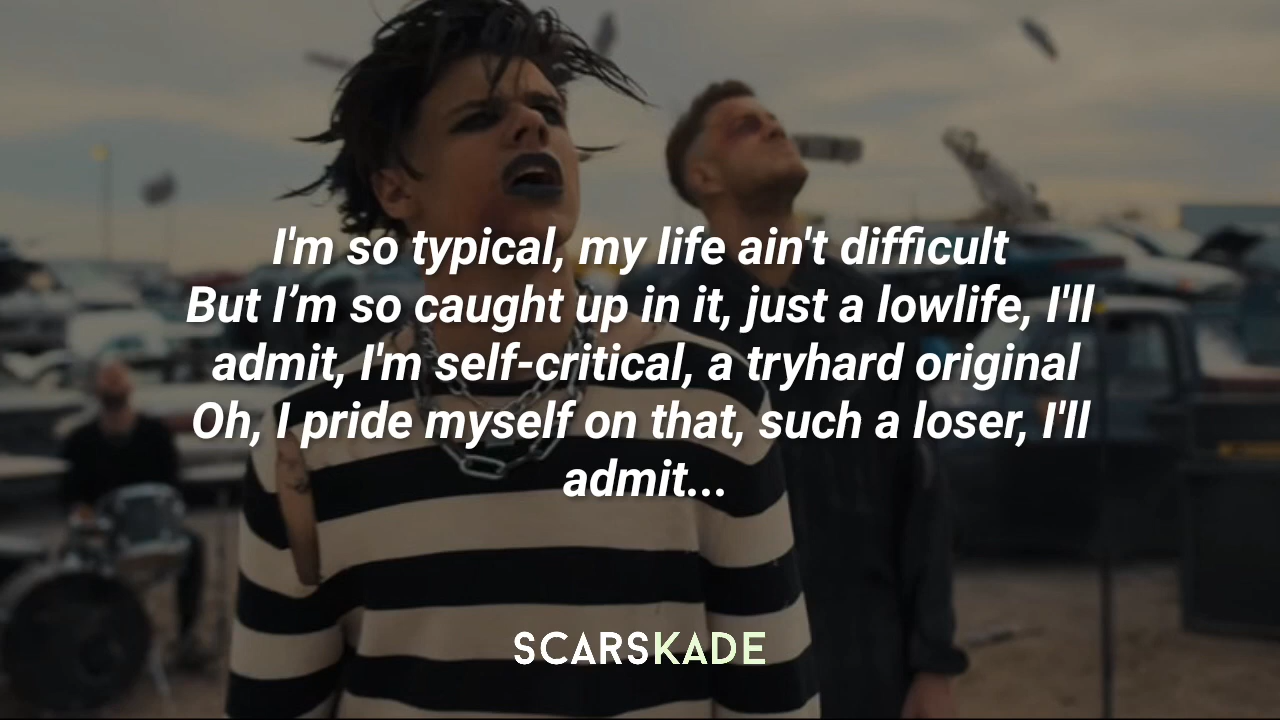 I'm so typical, my life ain't difficult
But I’m so caught up in it, just a lowlife, I'll
admit, I'm self-critical, a tryhard original
Oh, I pride myself on that, such a loser, I'll
admit...
SCARSKADE